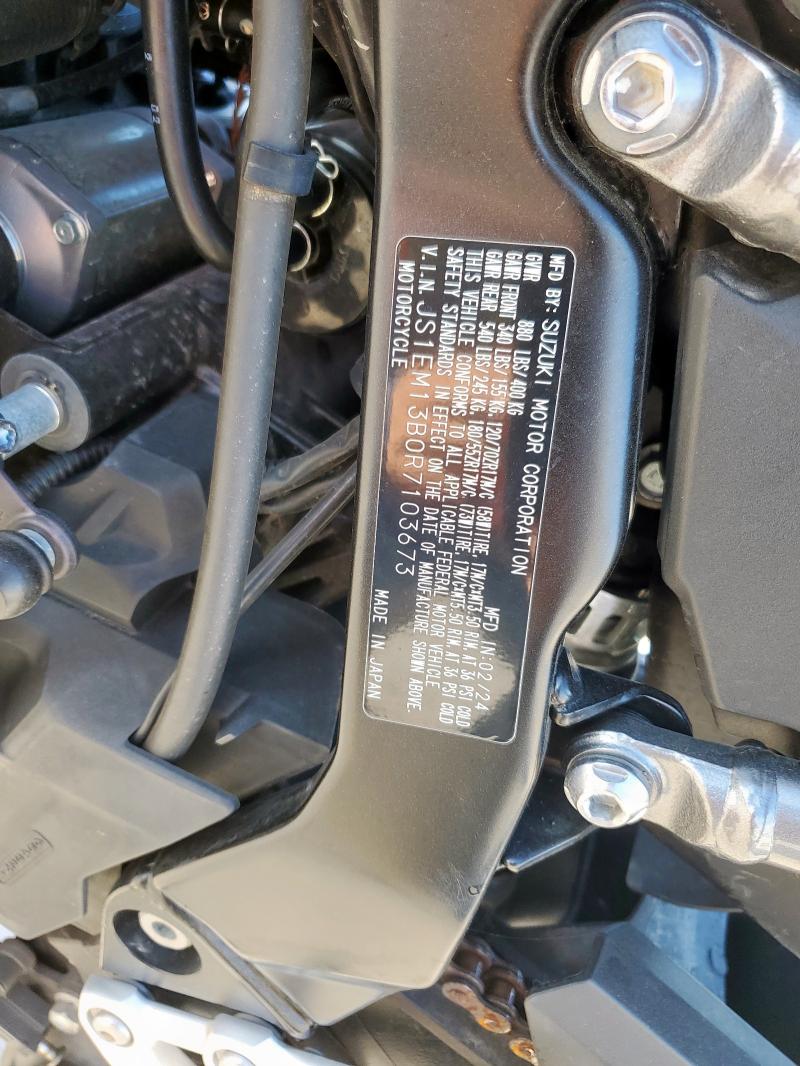 MFD BY: SUZUKI MOTOR CORPORATION
MFD IN: 02/24
GVWR 880 LBS/400 KG
GAWR FRONT 340 LBS/155 KG, 120/70ZR17M/C (58W)TIRE, 17M/C×MT3.50 RIM, AT 36 PSI COLD
GAWR REAR 540 LBS/245 KG, 180/55ZR17M/C (73W)TIRE, 17M/C×MT5.50 RIM, AT 36 PSI COLD
THIS VEHICLE CONFORMS TO ALL APPLICABLE FEDERAL MOTOR VEHICLE
SAFETY STANDARDS IN EFFECT ON THE DATE OF MANUFACTURE SHOWN ABOVE.
V.I.N. JS1EM13B0R7103673
MOTORCYCLE
MADE IN JAPAN